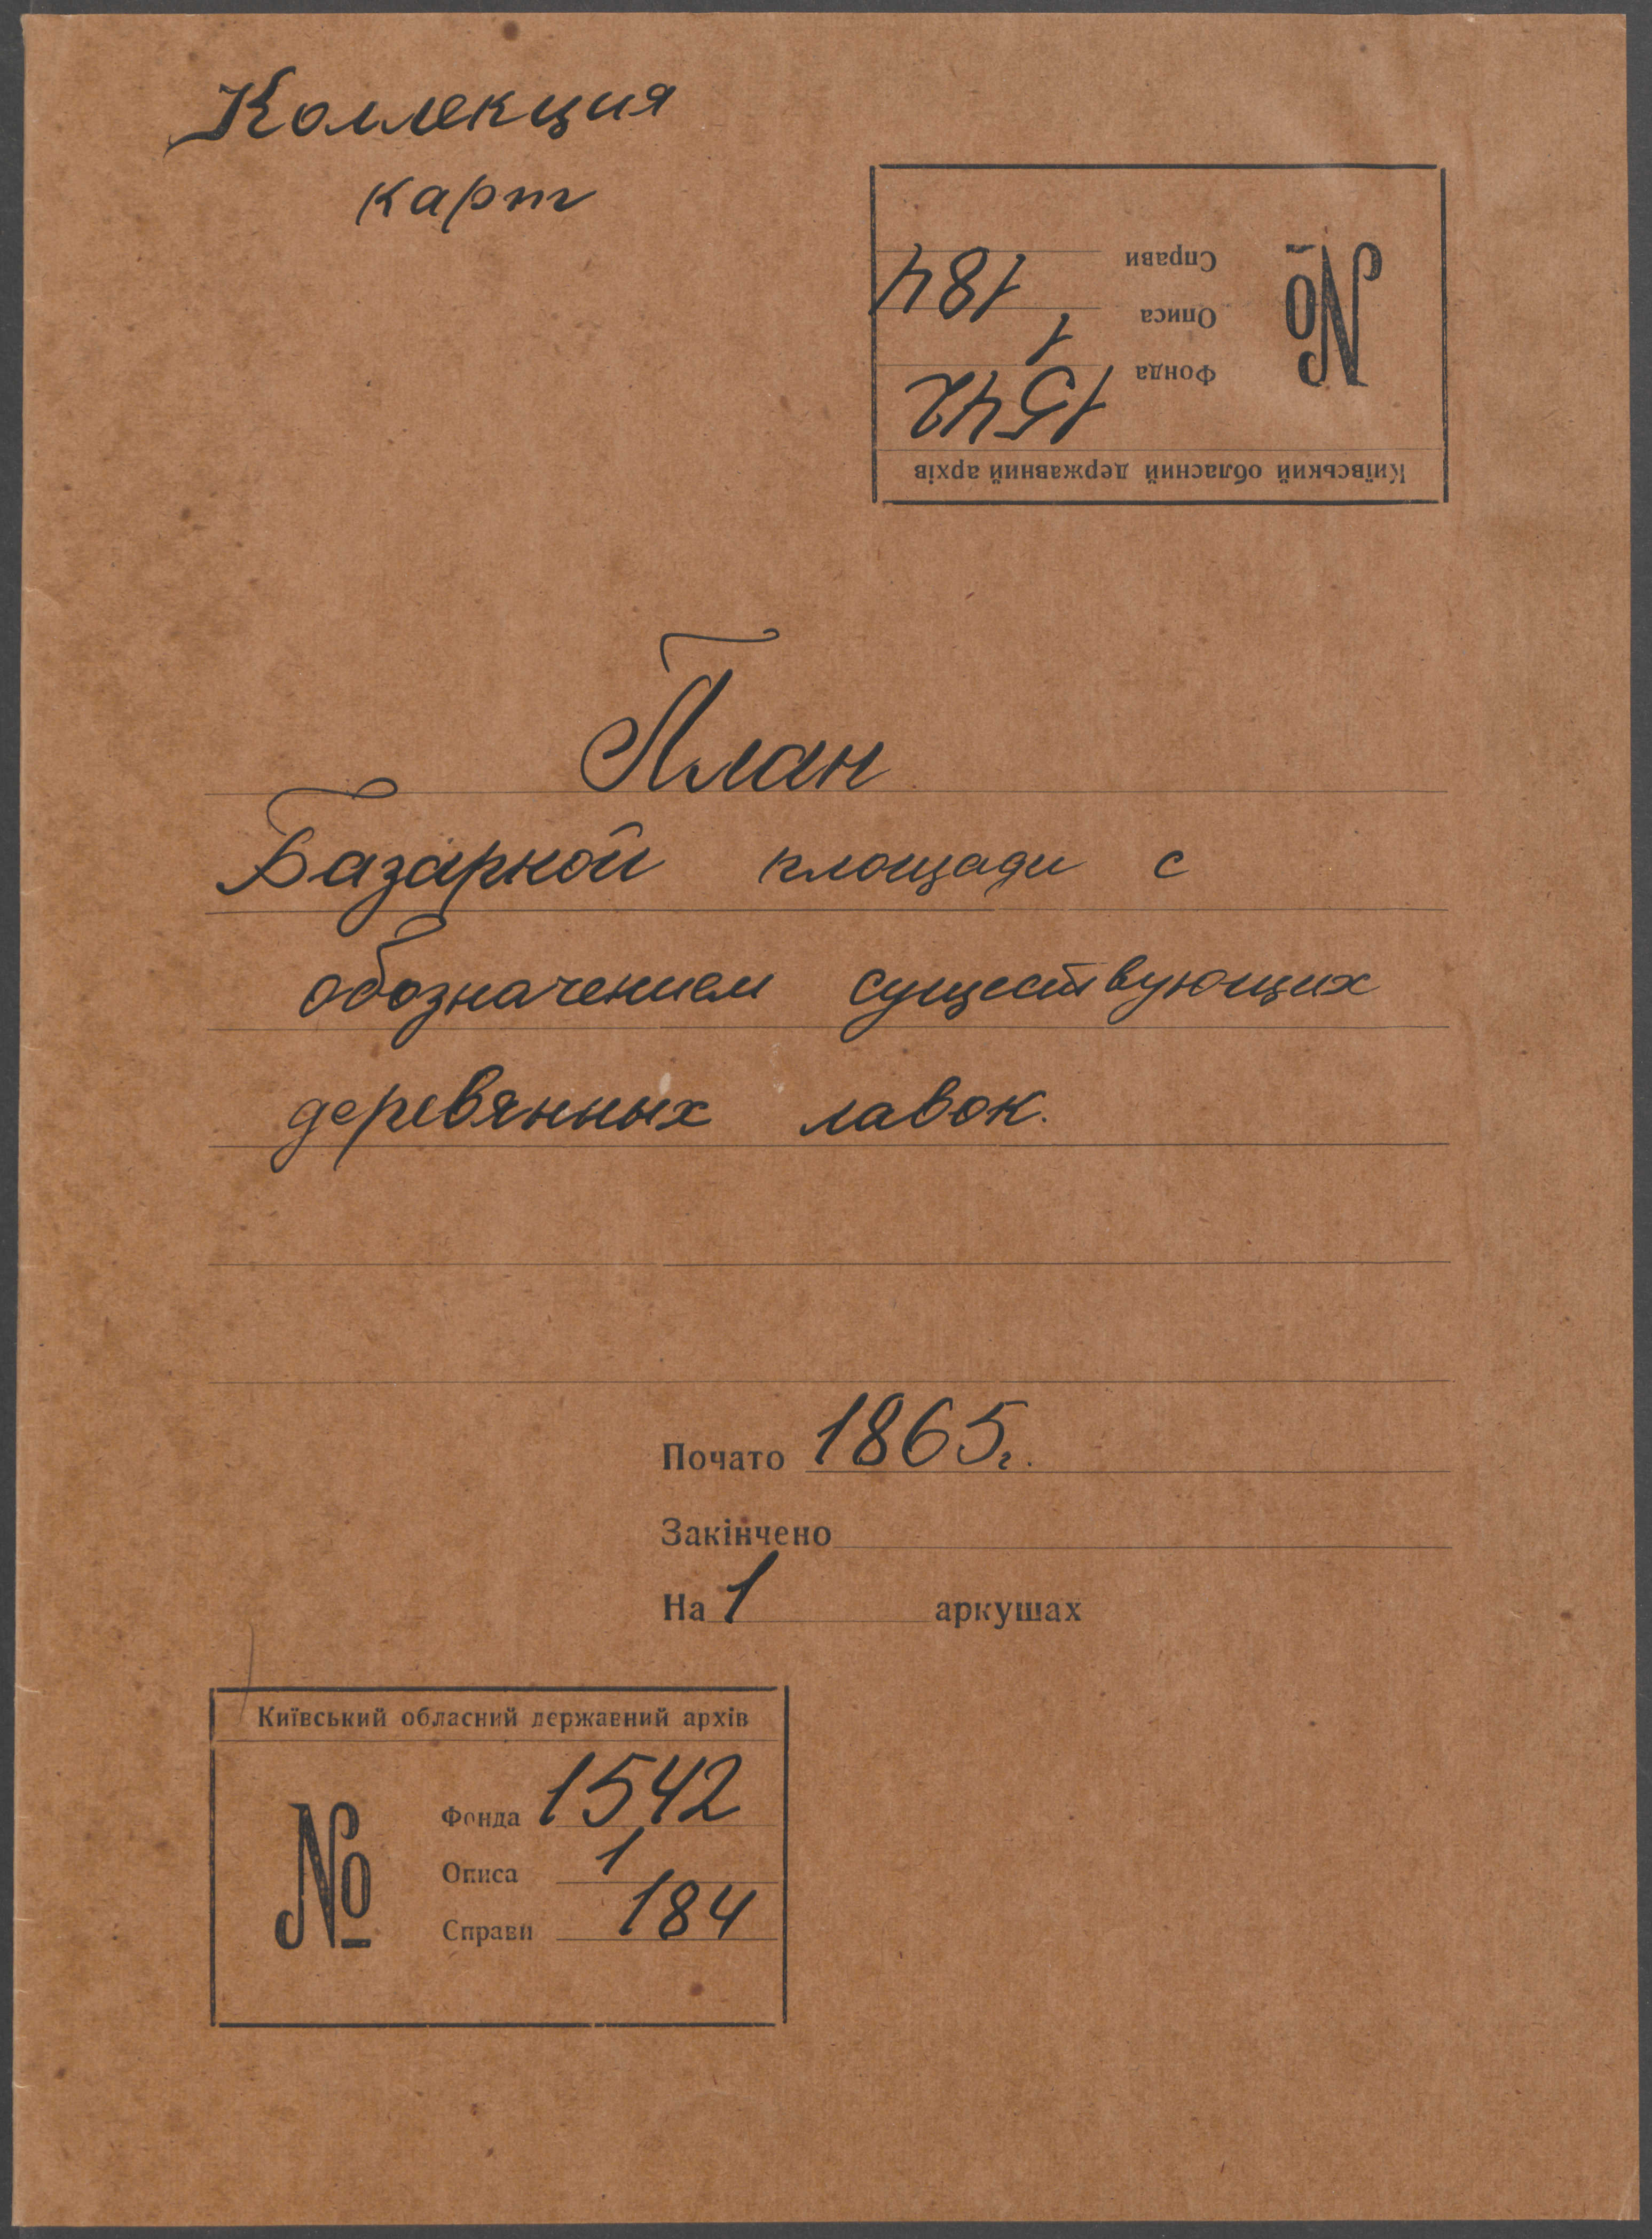 Коллекция
карт
Київський обласний державний архів
№
Фонда 1542
Описа 1
Справи 184
План
Базарной площади с
обозначением существующих
деревянных лавок.
Почато 1865 г.
Закінчено
На 1 аркушах
Київський обласний державний архів
№
Фонда 1542
Описа 1
Справи 184